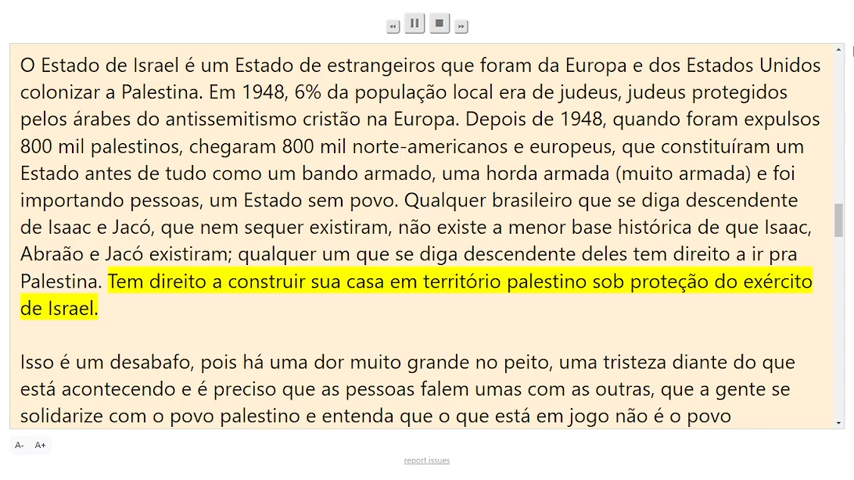 O Estado de Israel é um Estado de estrangeiros que foram da Europa e dos Estados Unidos
colonizar a Palestina. Em 1948, 6% da população local era de judeus, judeus protegidos
pelos árabes do antissemitismo cristão na Europa. Depois de 1948, quando foram expulsos
800 mil palestinos, chegaram 800 mil norte-americanos e europeus, que constituíram um
Estado antes de tudo como um bando armado, uma horda armada (muito armada) e foi
importando pessoas, um Estado sem povo. Qualquer brasileiro que se diga descendente
de Isaac e Jacó, que nem sequer existiram, não existe a menor base histórica de que Isaac,
Abraão e Jacó existiram; qualquer um que se diga descendente deles tem direito a ir pra
Palestina. Tem direito a construir sua casa em território palestino sob proteção do exército
de Israel.
Isso é um desabafo, pois há uma dor muito grande no peito, uma tristeza diante do que
está acontecendo e é preciso que as pessoas falem umas com as outras, que a gente se
solidarize com o povo palestino e entenda que o que está em jogo não é o povo
A- A+
report issues